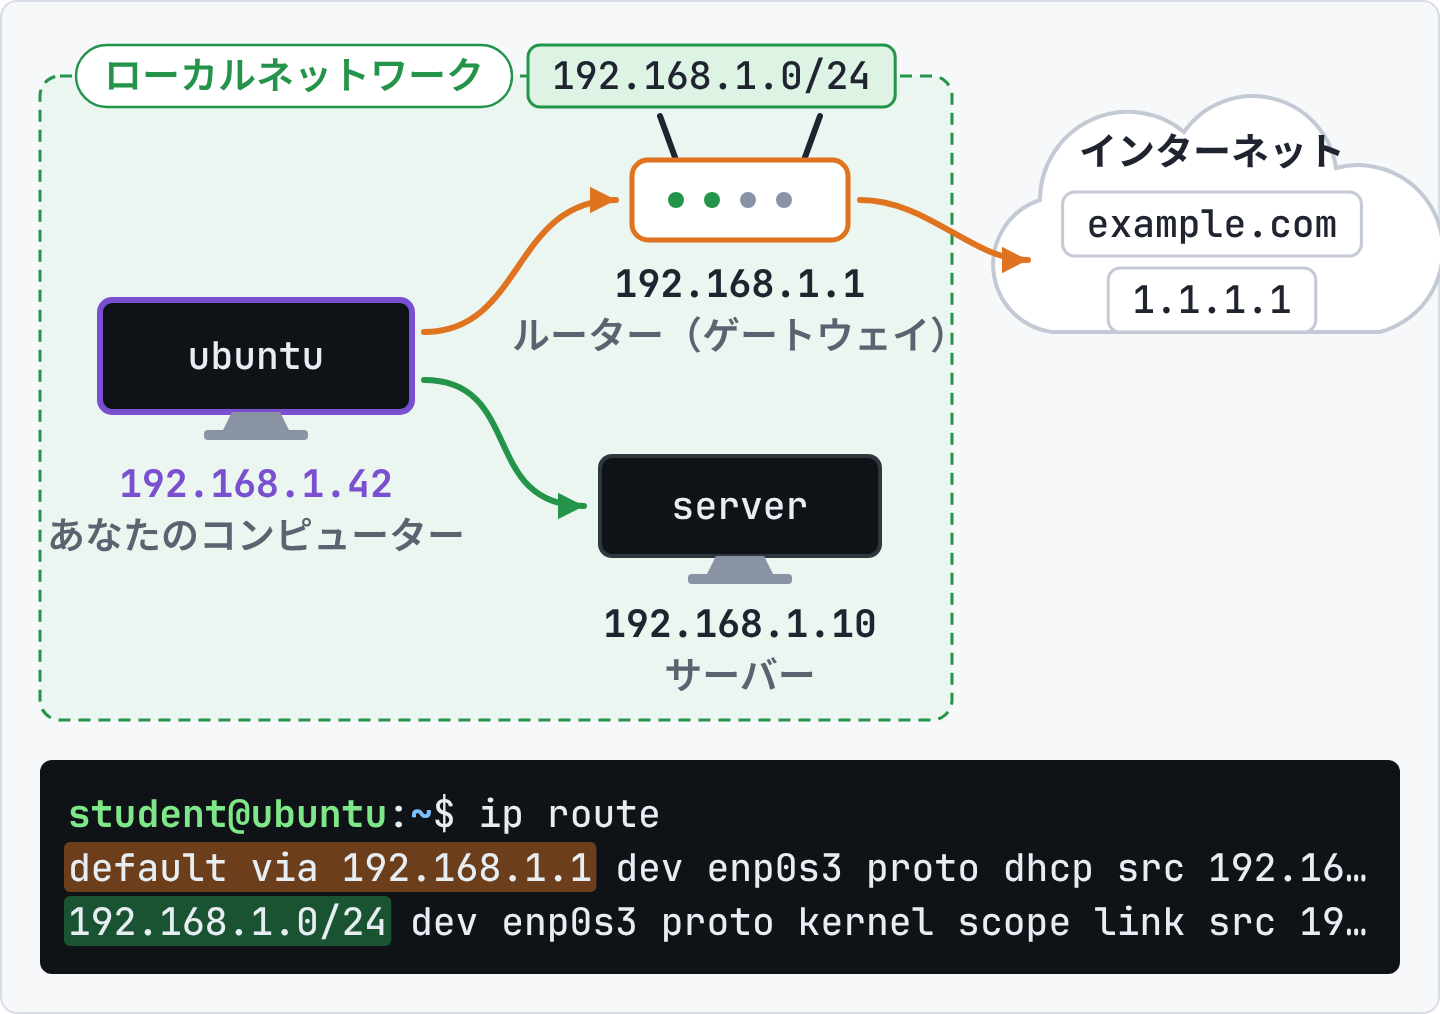 ローカルネットワーク
192.168.1.0/24
インターネット
example.com
1.1.1.1
192.168.1.1
ルーター（ゲートウェイ）
ubuntu
192.168.1.42
あなたのコンピューター
server
192.168.1.10
サーバー
student@ubuntu:~$ ip route
default via 192.168.1.1 dev enp0s3 proto dhcp src 192.16…
192.168.1.0/24 dev enp0s3 proto kernel scope link src 19…